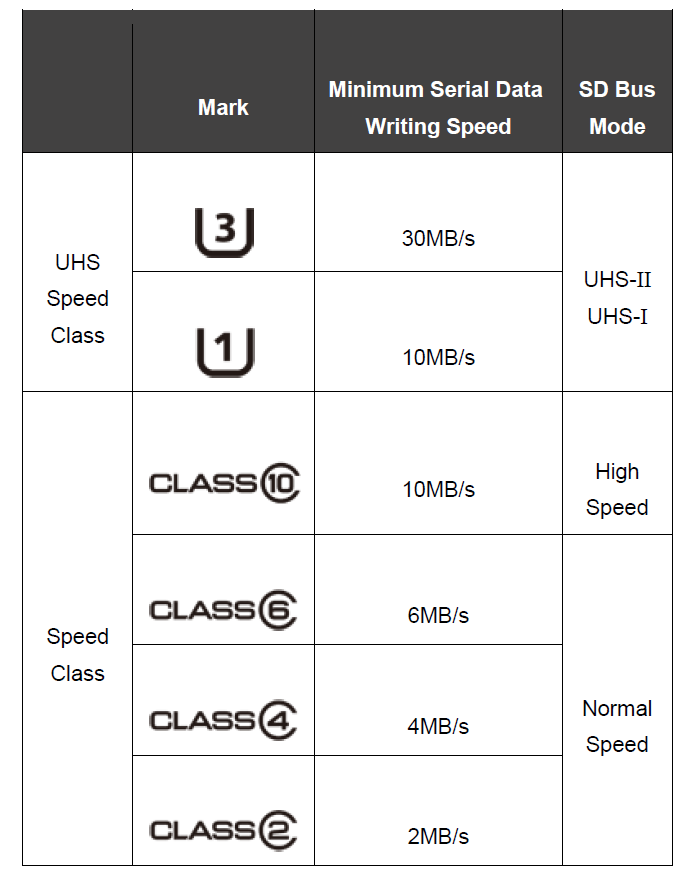 Mark
Minimum Serial Data
Writing Speed
SD Bus
Mode
UHS
Speed
Class
3
30MB/s
UHS-II
UHS-I
1
10MB/s
Speed
Class
CLASS 10
10MB/s
High
Speed
CLASS 6
6MB/s
Normal
Speed
CLASS 4
4MB/s
CLASS 2
2MB/s